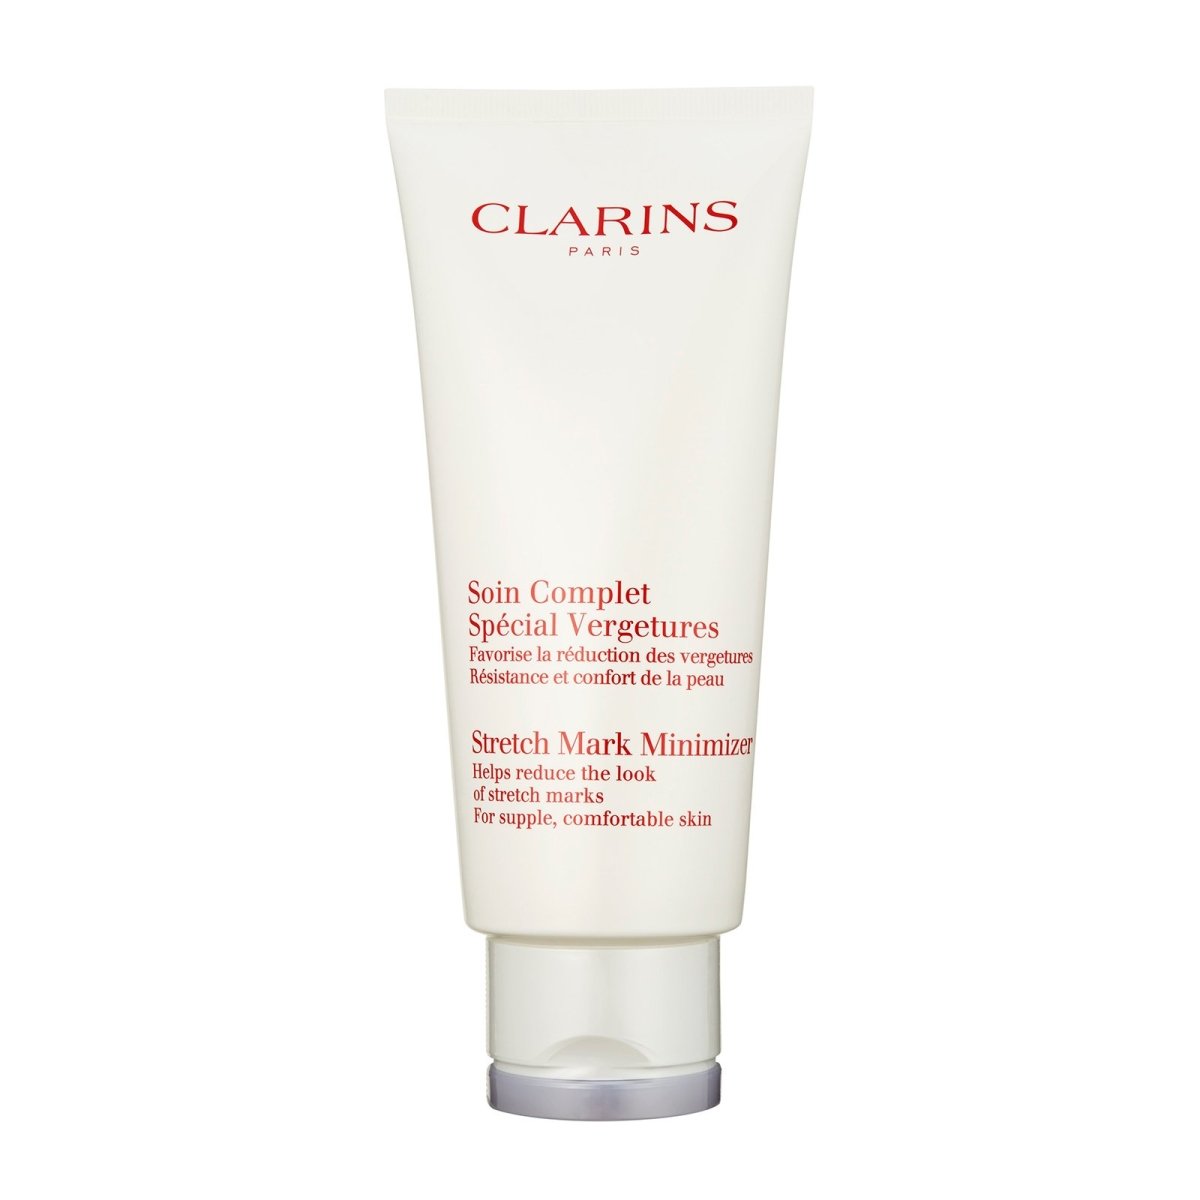 CLARINS
PARIS
Soin Complet
Spécial Vergetures
Favorise la réduction des vergetures
Résistance et confort de la peau
Stretch Mark Minimizer
Helps reduce the look
of stretch marks
For supple, comfortable skin